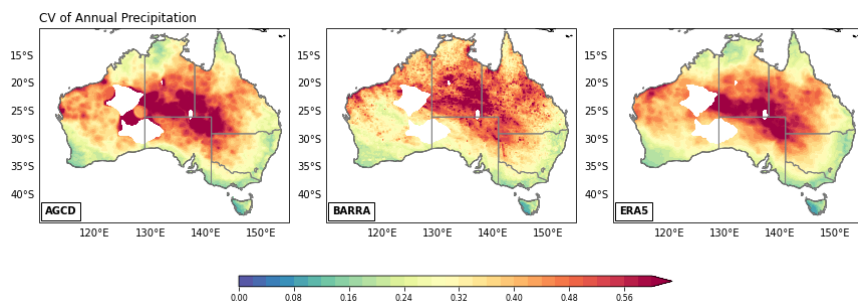 CV of Annual Precipitation
15°S
20°S
25°S
30°S
35°S
40°S
AGCD
120°E 130°E 140°E 150°E
15°S
20°S
25°S
30°S
35°S
40°S
BARRA
120°E 130°E 140°E 150°E
15°S
20°S
25°S
30°S
35°S
40°S
ERA5
120°E 130°E 140°E 150°E
0.00 0.08 0.16 0.24 0.32 0.40 0.48 0.56